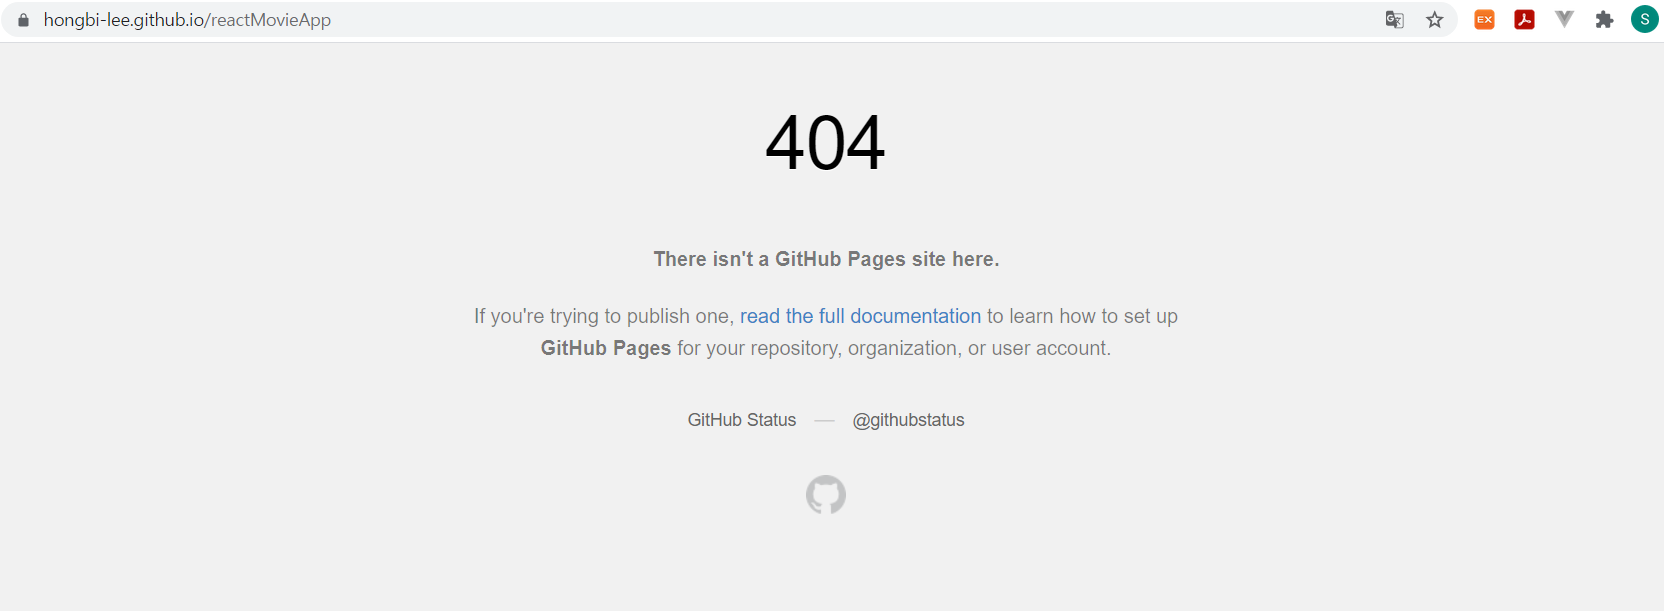 hongbi-lee.github.io/reactMovieApp
EX
S
404
There isn't a GitHub Pages site here.
If you're trying to publish one, read the full documentation to learn how to set up
GitHub Pages for your repository, organization, or user account.
GitHub Status — @githubstatus